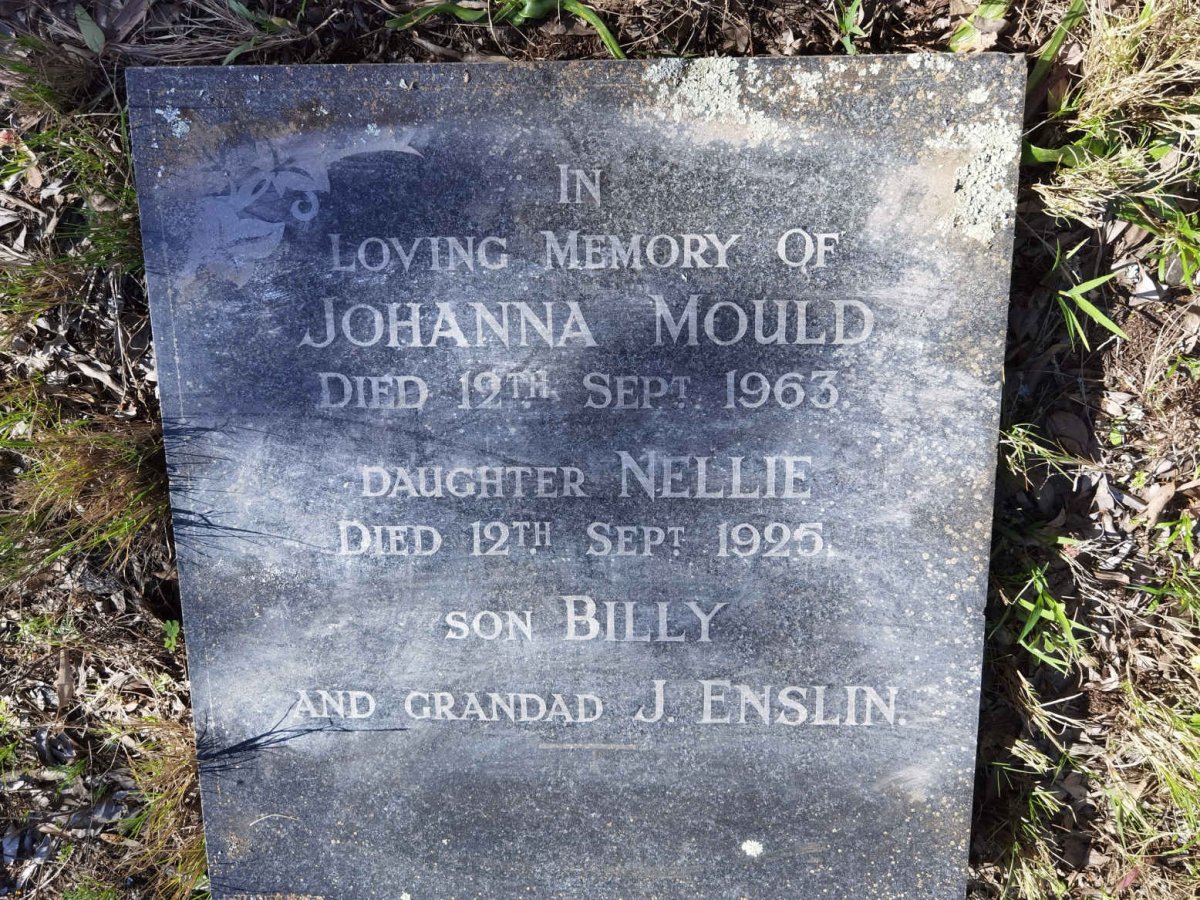 IN
LOVING MEMORY OF
JOHANNA MOULD
DIED 12TH. SEPT. 1963.
DAUGHTER NELLIE
DIED 12TH. SEPT. 1925.
SON BILLY
AND GRANDAD J. ENSLIN.